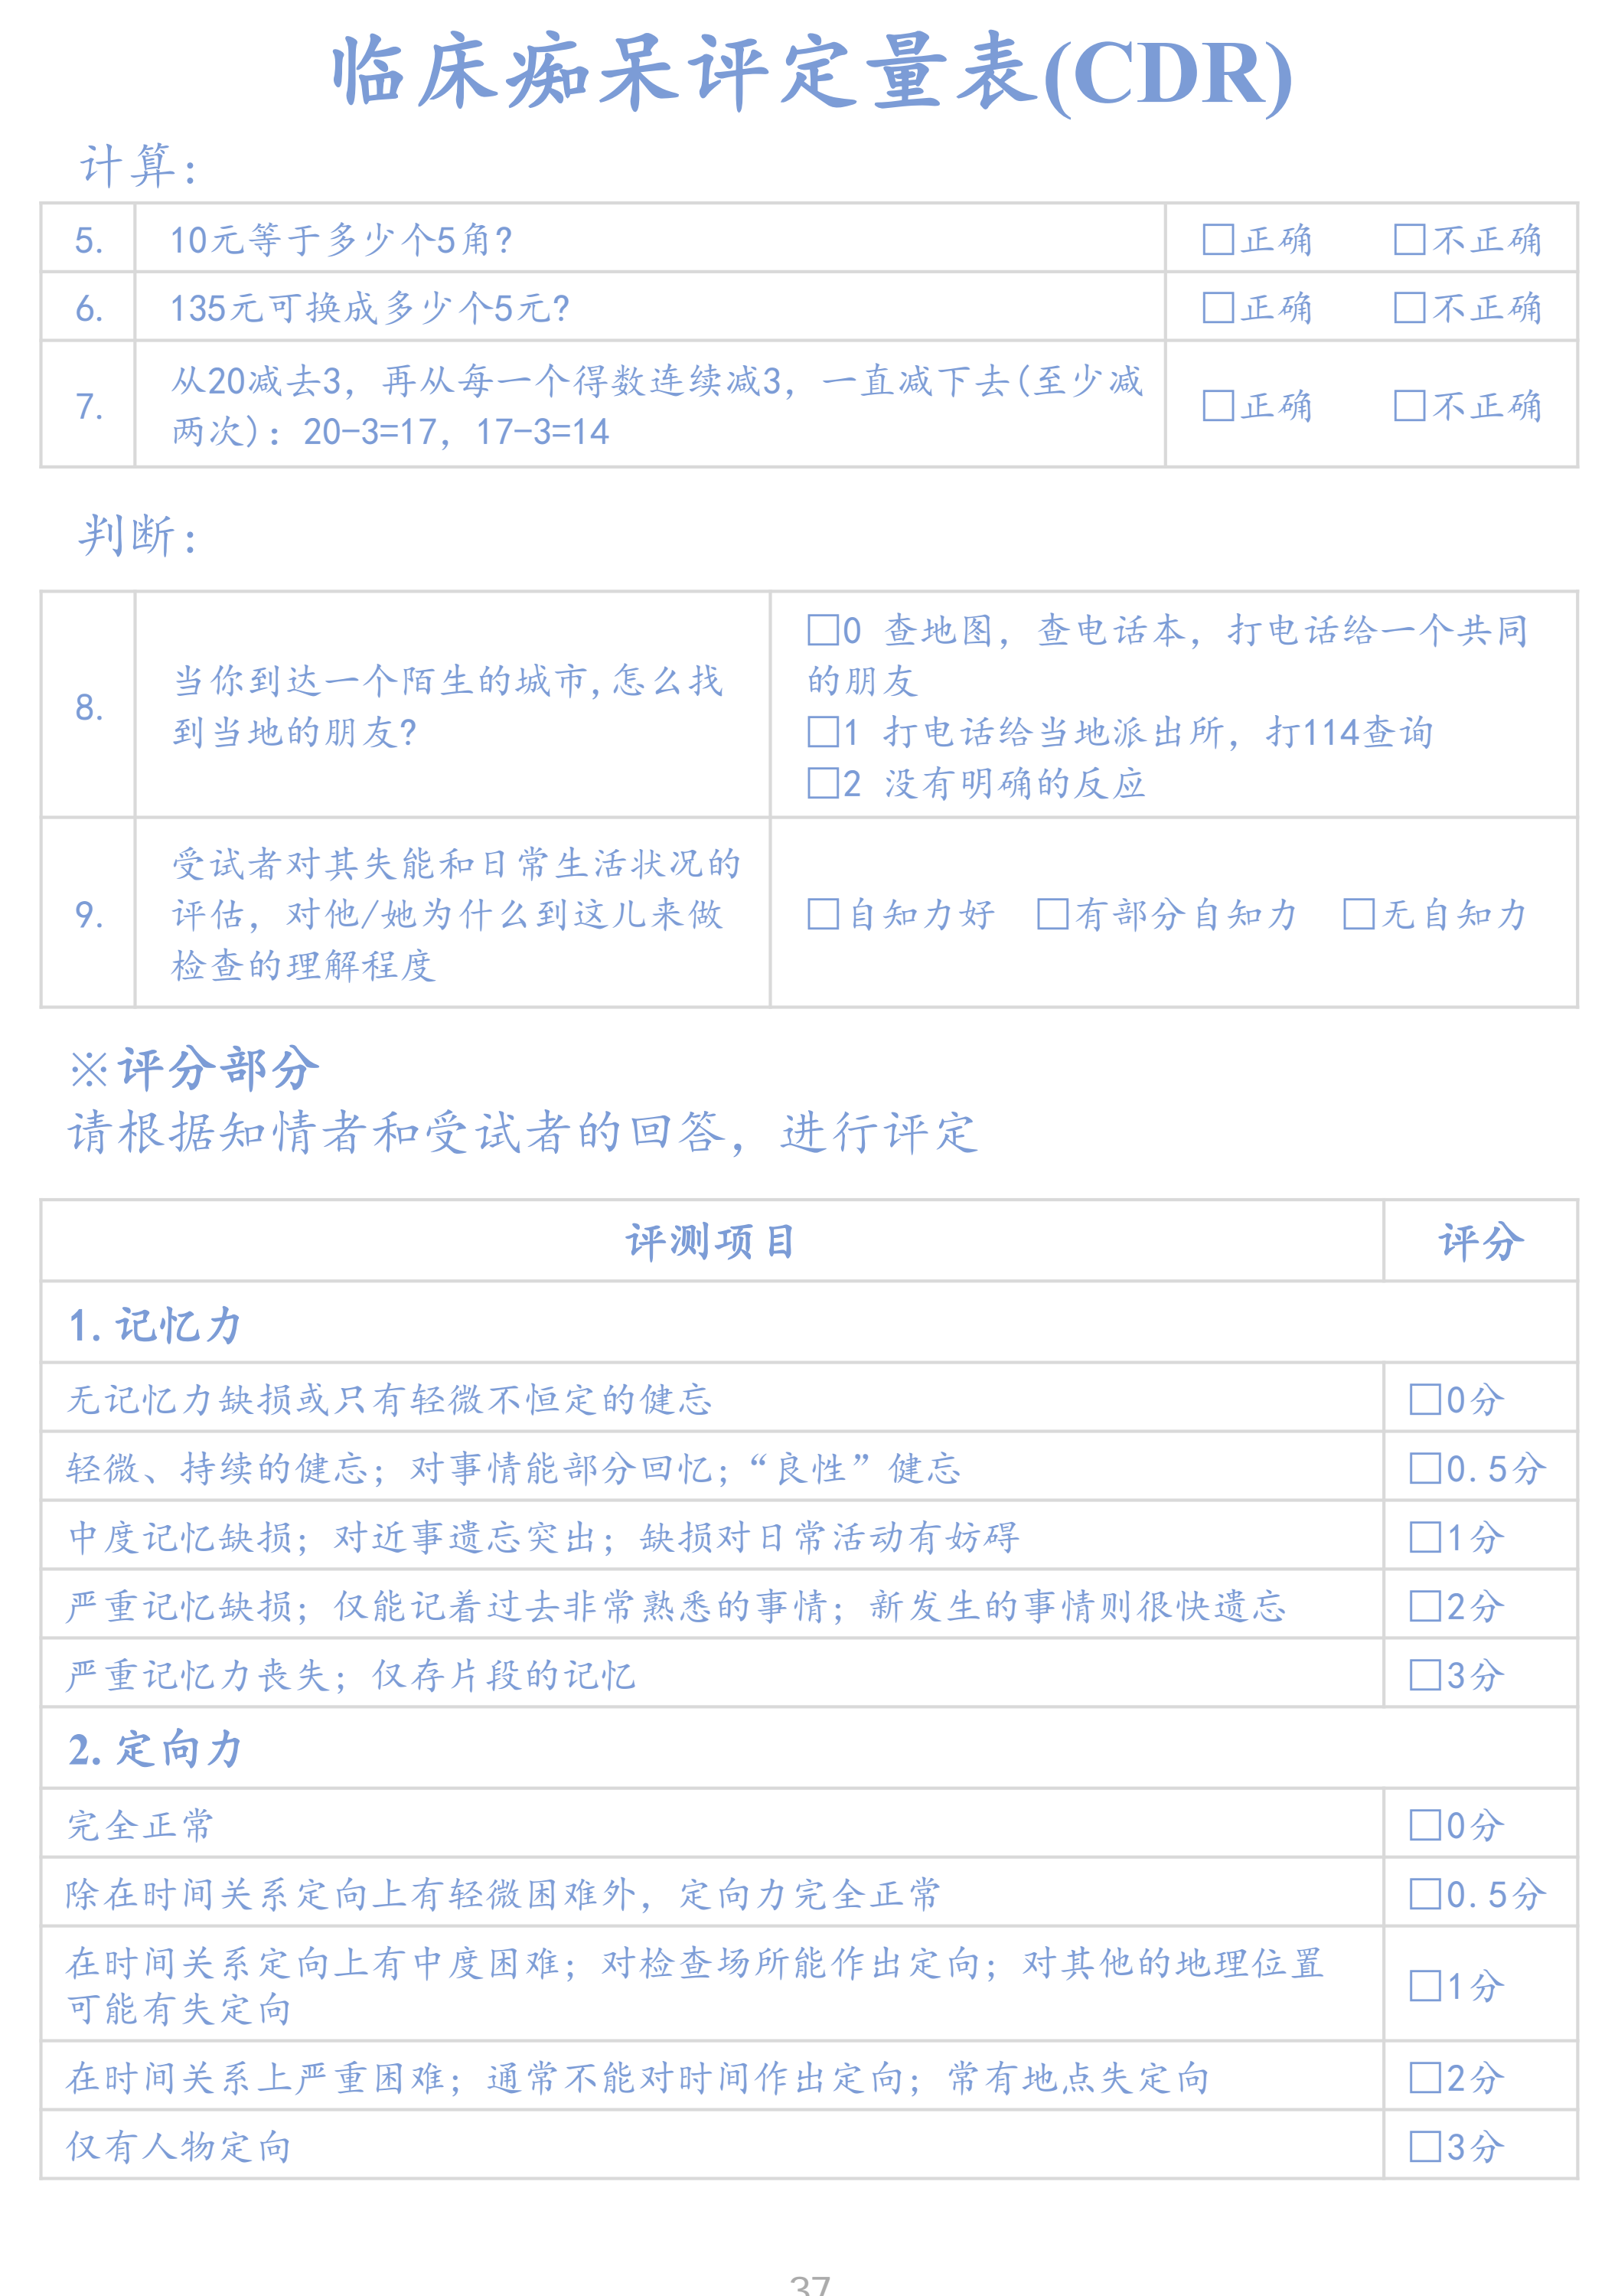 临床痴呆评定量表(CDR)
计算：
5. 10元等于多少个5角? □正确 □不正确
6. 135元可换成多少个5元? □正确 □不正确
7. 从20减去3，再从每一个得数连续减3，一直减下去(至少减
两次)：20-3=17，17-3=14 □正确 □不正确
判断：
8. 当你到达一个陌生的城市,怎么找
到当地的朋友?
□0 查地图，查电话本，打电话给一个共同
的朋友
□1 打电话给当地派出所，打114查询
□2 没有明确的反应
9. 受试者对其失能和日常生活状况的
评估，对他/她为什么到这儿来做
检查的理解程度
□自知力好 □有部分自知力 □无自知力
※评分部分
请根据知情者和受试者的回答，进行评定
评测项目 评分
1.记忆力
无记忆力缺损或只有轻微不恒定的健忘 □0分
轻微、持续的健忘；对事情能部分回忆；“良性”健忘 □0.5分
中度记忆缺损；对近事遗忘突出；缺损对日常活动有妨碍 □1分
严重记忆缺损；仅能记着过去非常熟悉的事情；新发生的事情则很快遗忘 □2分
严重记忆力丧失；仅存片段的记忆 □3分
2.定向力
完全正常 □0分
除在时间关系定向上有轻微困难外，定向力完全正常 □0.5分
在时间关系定向上有中度困难；对检查场所能作出定向；对其他的地理位置
可能有失定向 □1分
在时间关系上严重困难；通常不能对时间作出定向；常有地点失定向 □2分
仅有人物定向 □3分
37